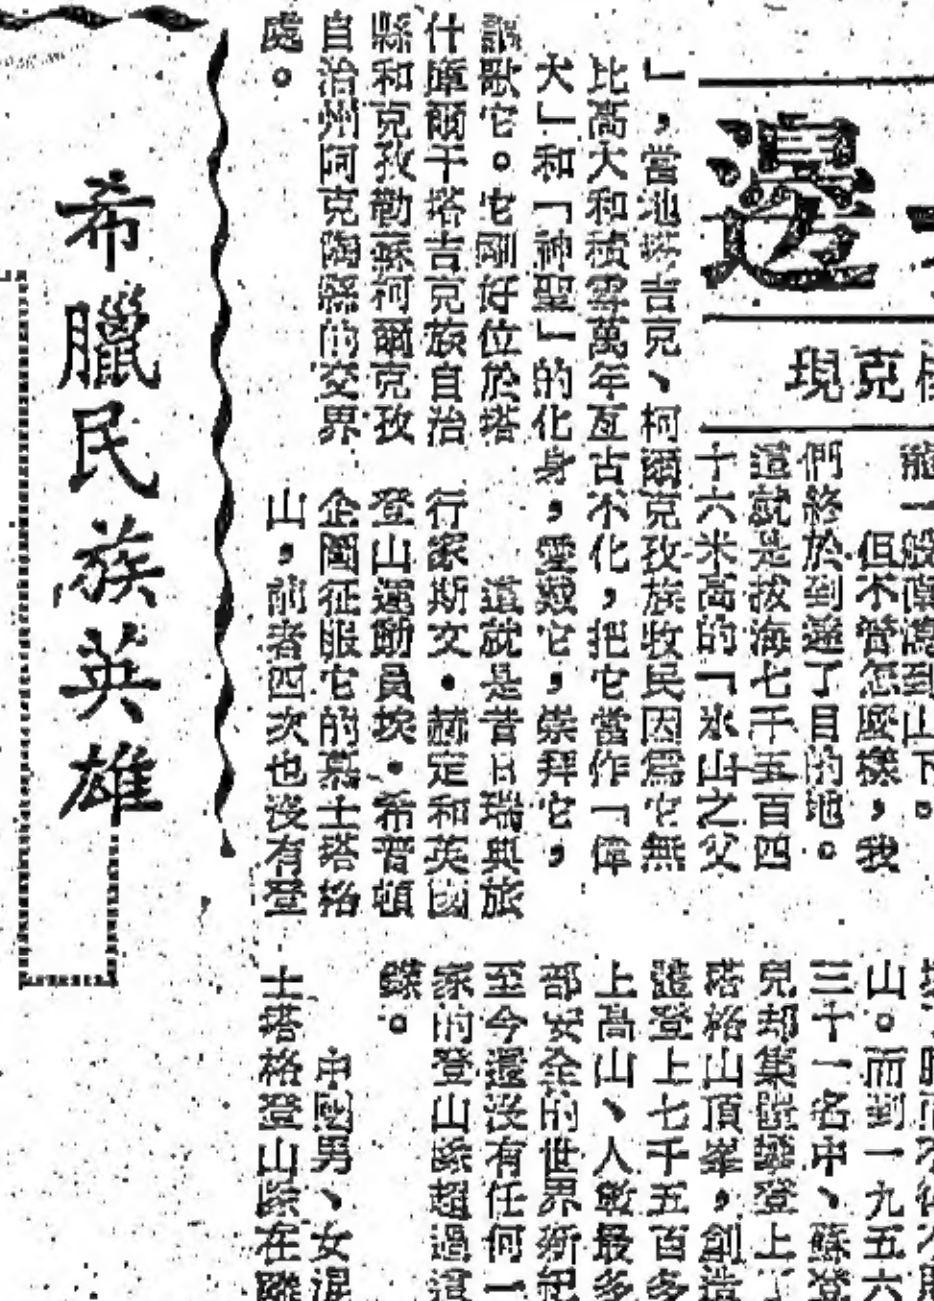 邊
克現
龍一般瀉到山下。
但不管怎麼樣,我
們終於到達了目的地。
這就是拔海七千五百四
十六米高的「冰山之父
」,當地塔吉克、柯爾克孜族牧民因爲它無
比高大和積雪萬年亙古不化,把它當作「偉
大」和「神聖」的化身,愛戴它,崇拜它,
歌它。它剛好位於塔
什庫爾干塔吉克族自治
縣和克孜勒蘇柯爾克孜
自治州阿克陶縣的交界
處。
這就是昔日瑞典旅
行家斯文•赫定和英國
登山運動員埃•希普頓
企圖征服它的慕士塔格
山,前者四次也沒有登
山。而到一九五六
三十一名中、蘇登
兒却集體攀登上了
塔格山頂峯,創造
體登上七千五百多
上高山、人數最多
部安全的世界新紀
至今還沒有任何一
家的登山隊超過這
錄。
中國男、女混
士塔格登山隊在
希臘民族英雄